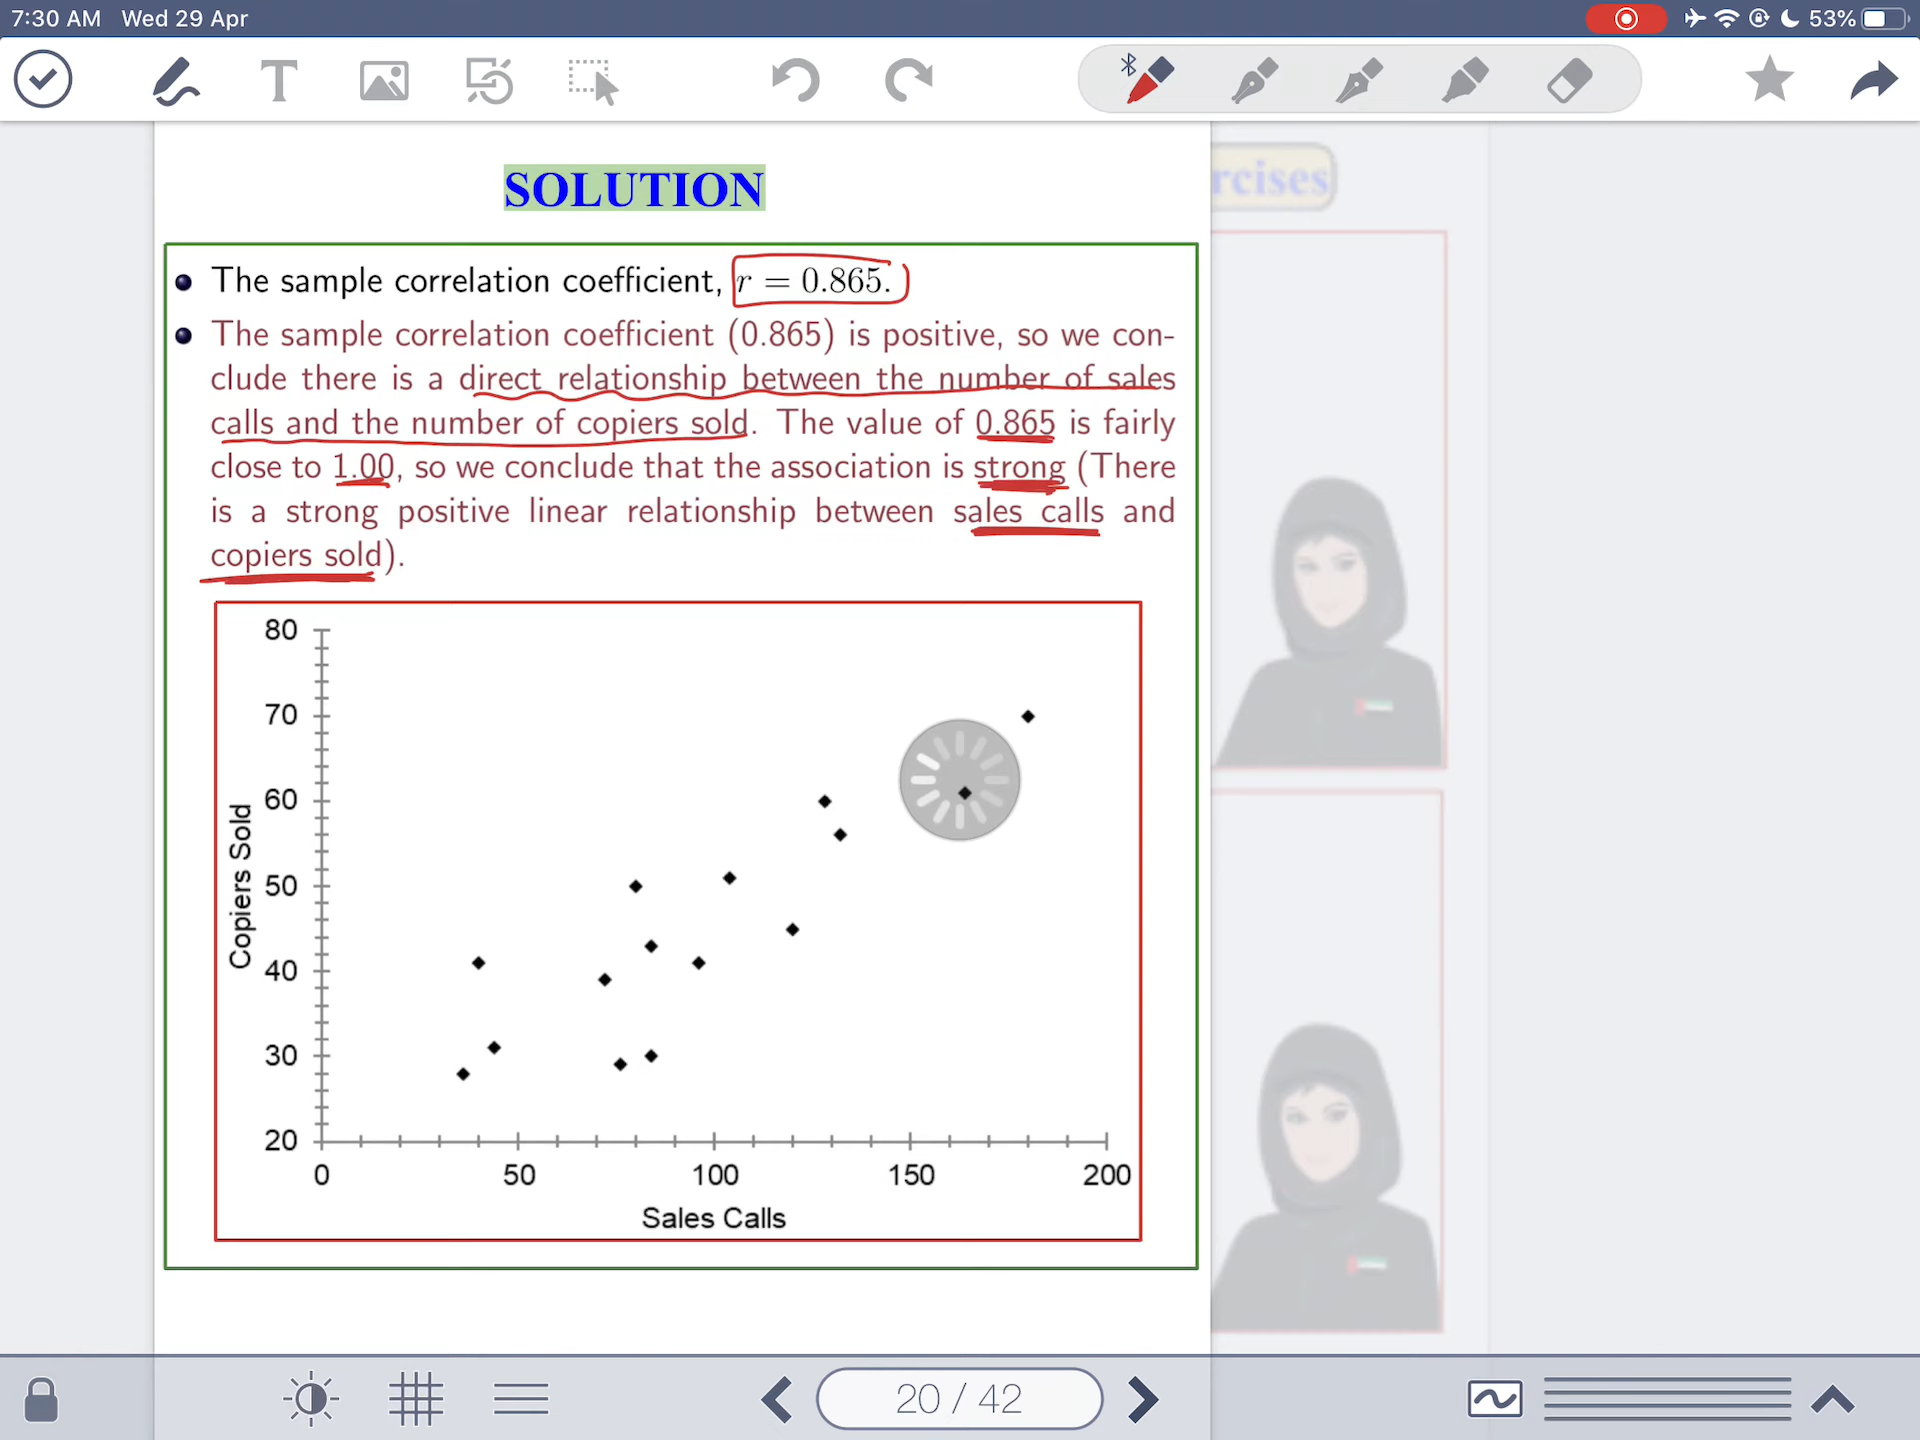 7:30 AM Wed 29 Apr
53%
T
SOLUTION
rcises
The sample correlation coefficient, r = 0.865.
The sample correlation coefficient (0.865) is positive, so we con-
clude there is a direct relationship between the number of sales
calls and the number of copiers sold. The value of 0.865 is fairly
close to 1.00, so we conclude that the association is strong (There
is a strong positive linear relationship between sales calls and
copiers sold).
80
70
60
50
40
30
20
Copiers Sold
0 50 100 150 200
Sales Calls
20 / 42